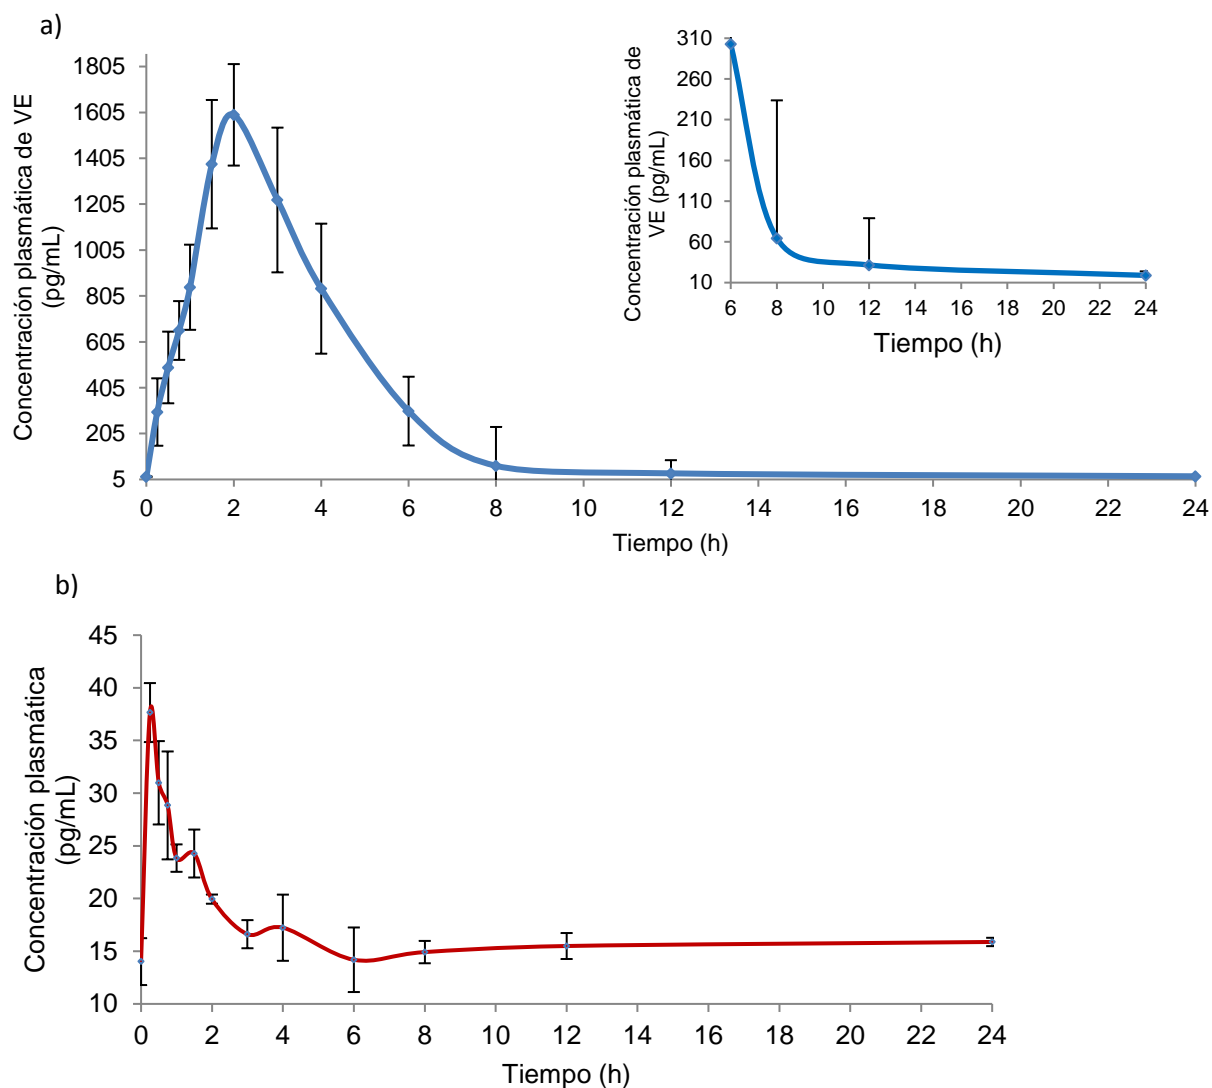 a)
Concentración plasmática de VE
(pg/mL)
1805
1605
1405
1205
1005
805
605
405
205
5
0 2 4 6 8 10 12 14 16 18 20 22 24
Tiempo (h)
Concentración plasmática de
VE (pg/mL)
310
260
210
160
110
60
10
6 8 10 12 14 16 18 20 22 24
Tiempo (h)
b)
Concentración plasmática
(pg/mL)
45
40
35
30
25
20
15
10
0 2 4 6 8 10 12 14 16 18 20 22 24
Tiempo (h)